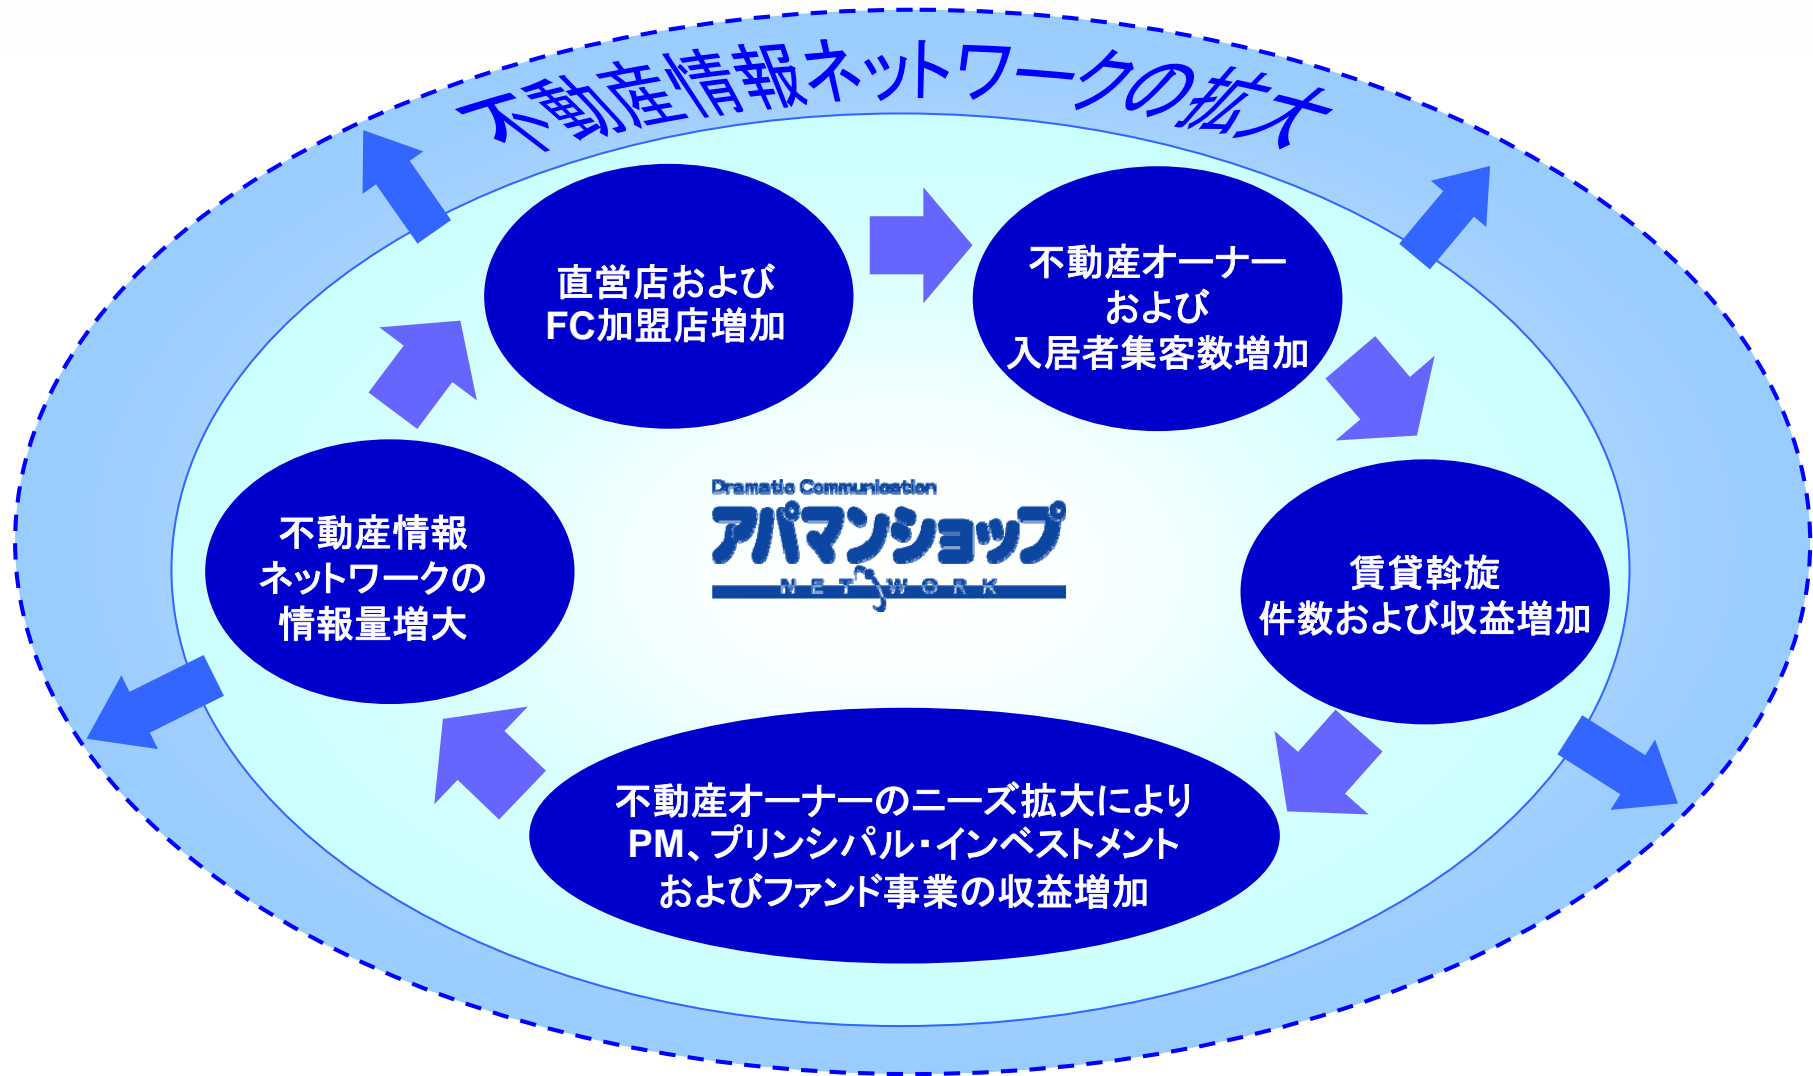 不動産情報ネットワークの拡大
直営店および
FC加盟店増加
不動産オーナー
および
入居者集客数増加
不動産情報
ネットワークの
情報量増大
Dramatic Communication
アパマンショップ
NETWORK
賃貸斡旋
件数および収益増加
不動産オーナーのニーズ拡大により
PM、プリンシパル・インベストメント
およびファンド事業の収益増加